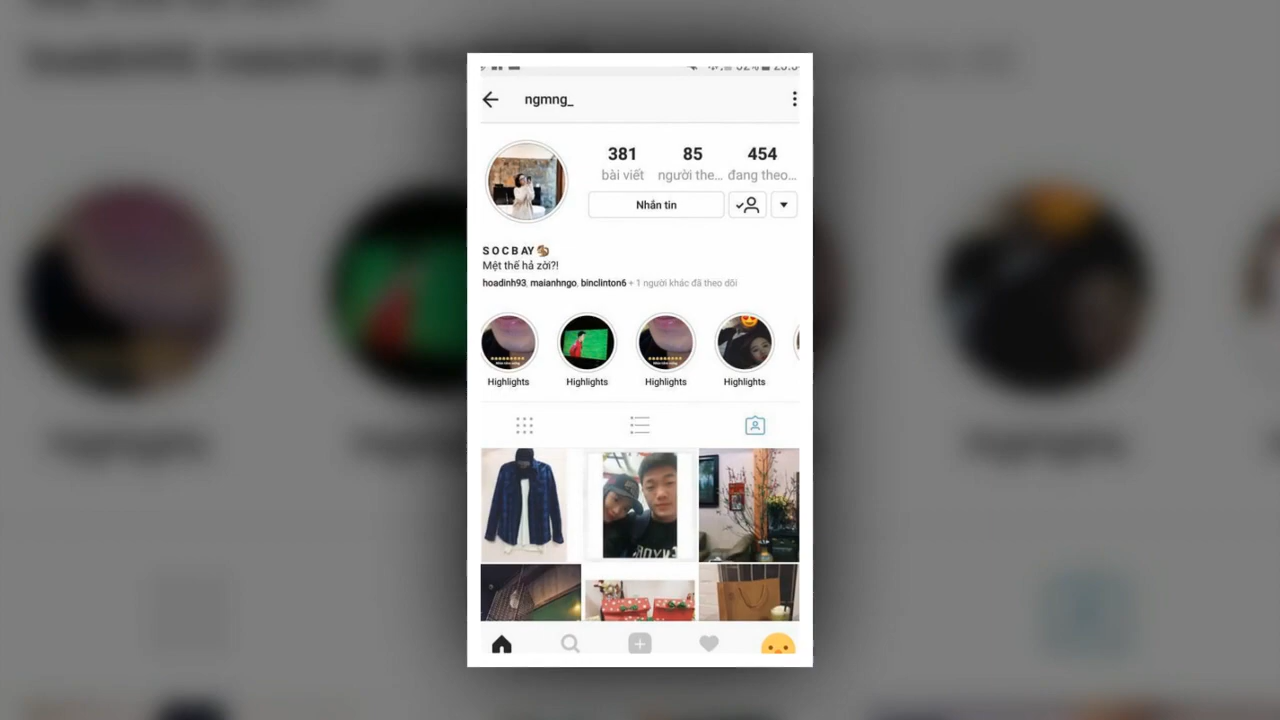 ngmng_
381 85 454
bài viết người the... đang theo...
Nhắn tin
S O C B AY 🐿
Mệt thế hả zời?!
hoadinh93, maianhngo, binclinton6 + 1 người khác đã theo dõi
Highlights Highlights Highlights Highlights